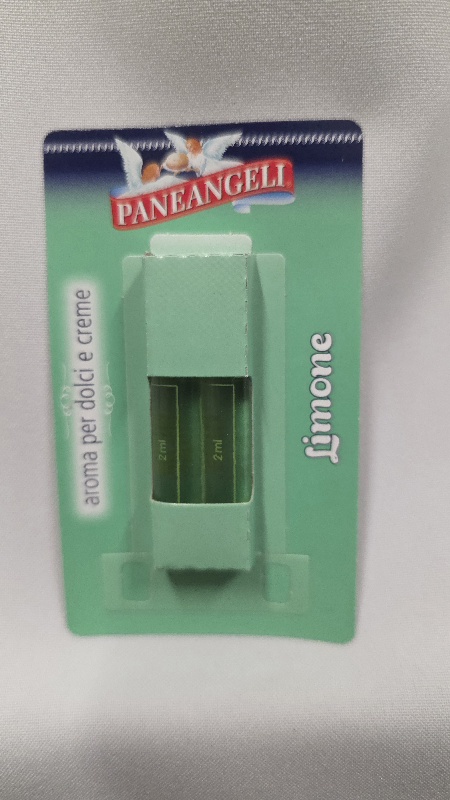 PANEANGELI
aroma per dolci e creme
2 ml
2 ml
Limone